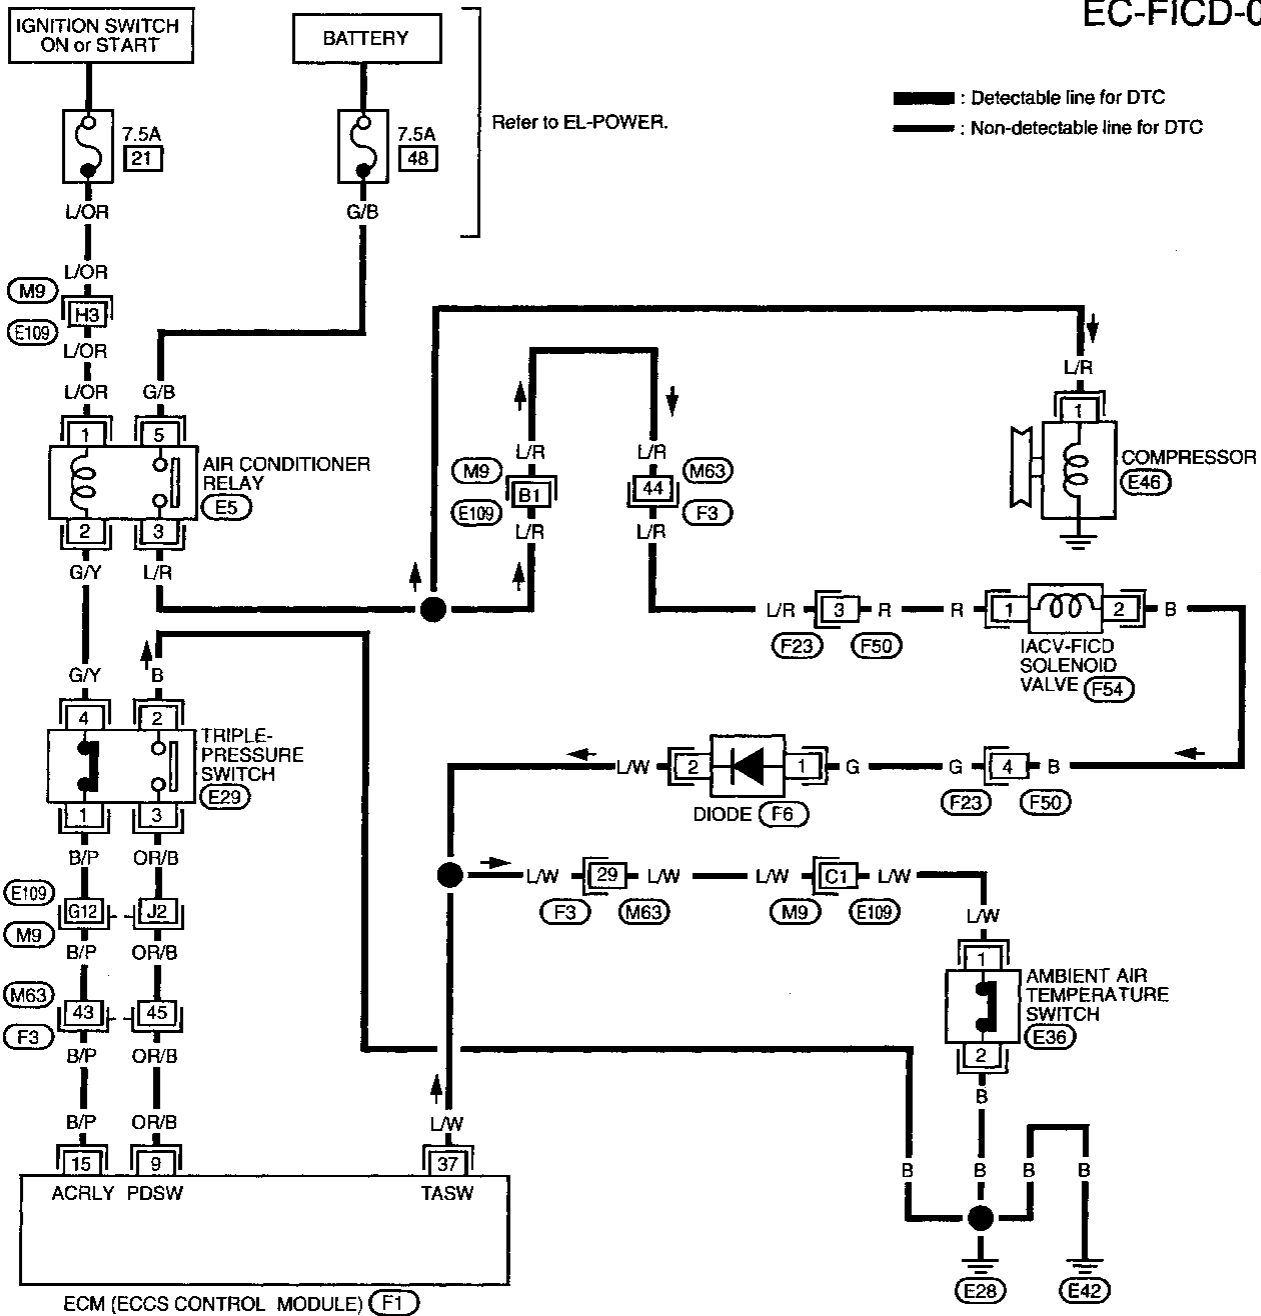 EC-FICD-0
IGNITION SWITCH
ON or START
BATTERY
7.5A
21
7.5A
48
Refer to EL-POWER.
: Detectable line for DTC
: Non-detectable line for DTC
L/OR
G/B
L/OR
M9
H3
E109
L/OR
L/OR
G/B
1
5
AIR CONDITIONER
RELAY
E5
2
3
G/Y
L/R
L/R
L/R
M9
B1
E109
L/R
44
M63
F3
L/R
L/R
1
COMPRESSOR
E46
L/R
3
R
R
1
2
B
F23
F50
IACV-FICD
SOLENOID
VALVE
F54
G/Y
B
4
2
TRIPLE-
PRESSURE
SWITCH
E29
1
3
L/W
2
1
G
G
4
B
DIODE
F6
F23
F50
B/P
OR/B
E109
G12
J2
M9
B/P
OR/B
L/W
29
L/W
L/W
C1
L/W
F3
M63
M9
E109
L/W
1
AMBIENT AIR
TEMPERATURE
SWITCH
E36
2
B
M63
43
45
F3
B/P
OR/B
B/P
OR/B
L/W
15
9
37
ACRLY
PDSW
TASW
B
B
B
B
E28
E42
ECM (ECCS CONTROL MODULE)
F1